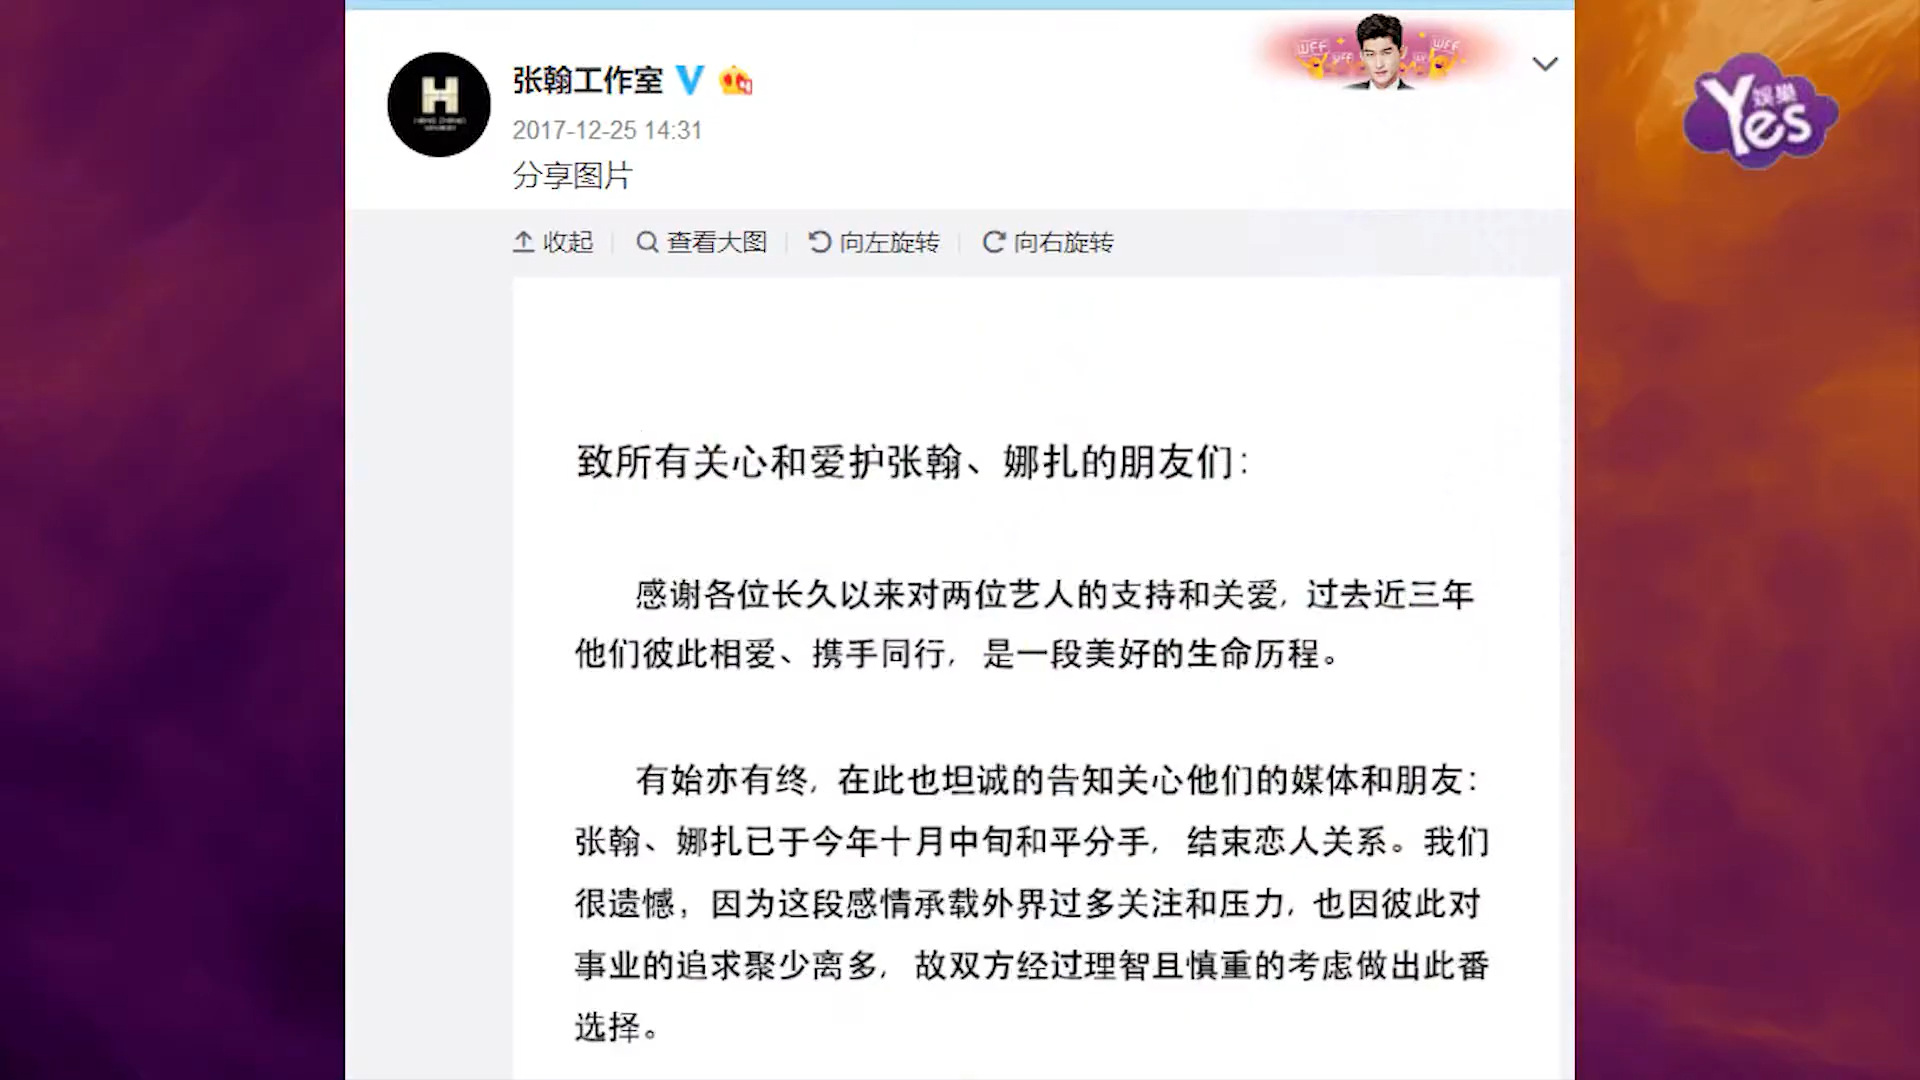 张翰工作室
2017-12-25 14:31
分享图片
收起 查看大图 向左旋转 向右旋转
致所有关心和爱护张翰、娜扎的朋友们：
感谢各位长久以来对两位艺人的支持和关爱，过去近三年
他们彼此相爱、携手同行，是一段美好的生命历程。
有始亦有终，在此也坦诚的告知关心他们的媒体和朋友：
张翰、娜扎已于今年十月中旬和平分手，结束恋人关系。我们
很遗憾，因为这段感情承载外界过多关注和压力，也因彼此对
事业的追求聚少离多，故双方经过理智且慎重的考虑做出此番
选择。
Yes 娱乐
H